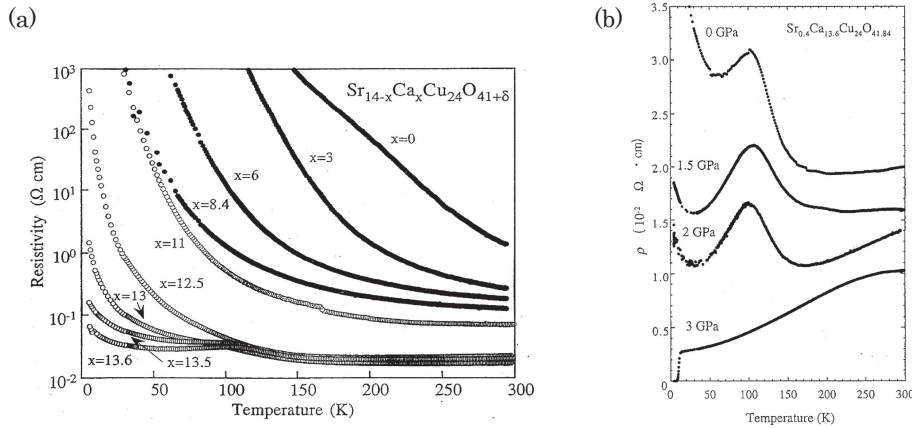 (a)
10³
10²
10¹
10⁰
10⁻¹
10⁻²
Resistivity (Ω cm)
Sr₁₄₋ₓCaₓCu₂₄O₄₁₊δ
x=0
x=3
x=6
x=8.4
x=11
x=12.5
x=13
x=13.6
x=13.5
0 50 100 150 200 250 300
Temperature (K)
(b)
3.5
3.0
2.5
2.0
1.5
1.0
0.5
0
ρ (10⁻² Ω · cm)
Sr₀.₄Ca₁₃.₆Cu₂₄O₄₁.₈₄
0 GPa
1.5 GPa
2 GPa
3 GPa
0 50 100 150 200 250 300
Temperature (K)